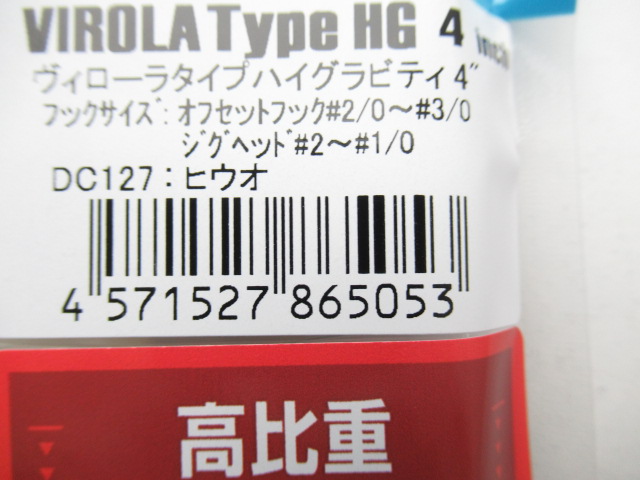 VIROLA Type HG 4 inch
ヴィローラタイプハイグラビティ 4″
フックサイズ：オフセットフック#2/0～#3/0
ジグヘッド#2～#1/0
DC127：ヒウオ
4 571527 865053
高比重